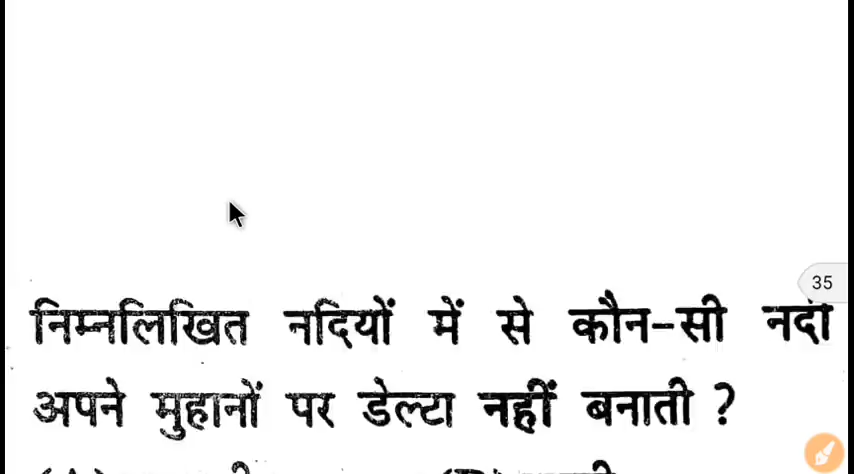 35
निम्नलिखित नदियों में से कौन-सी नदी
अपने मुहानों पर डेल्टा नहीं बनाती ?